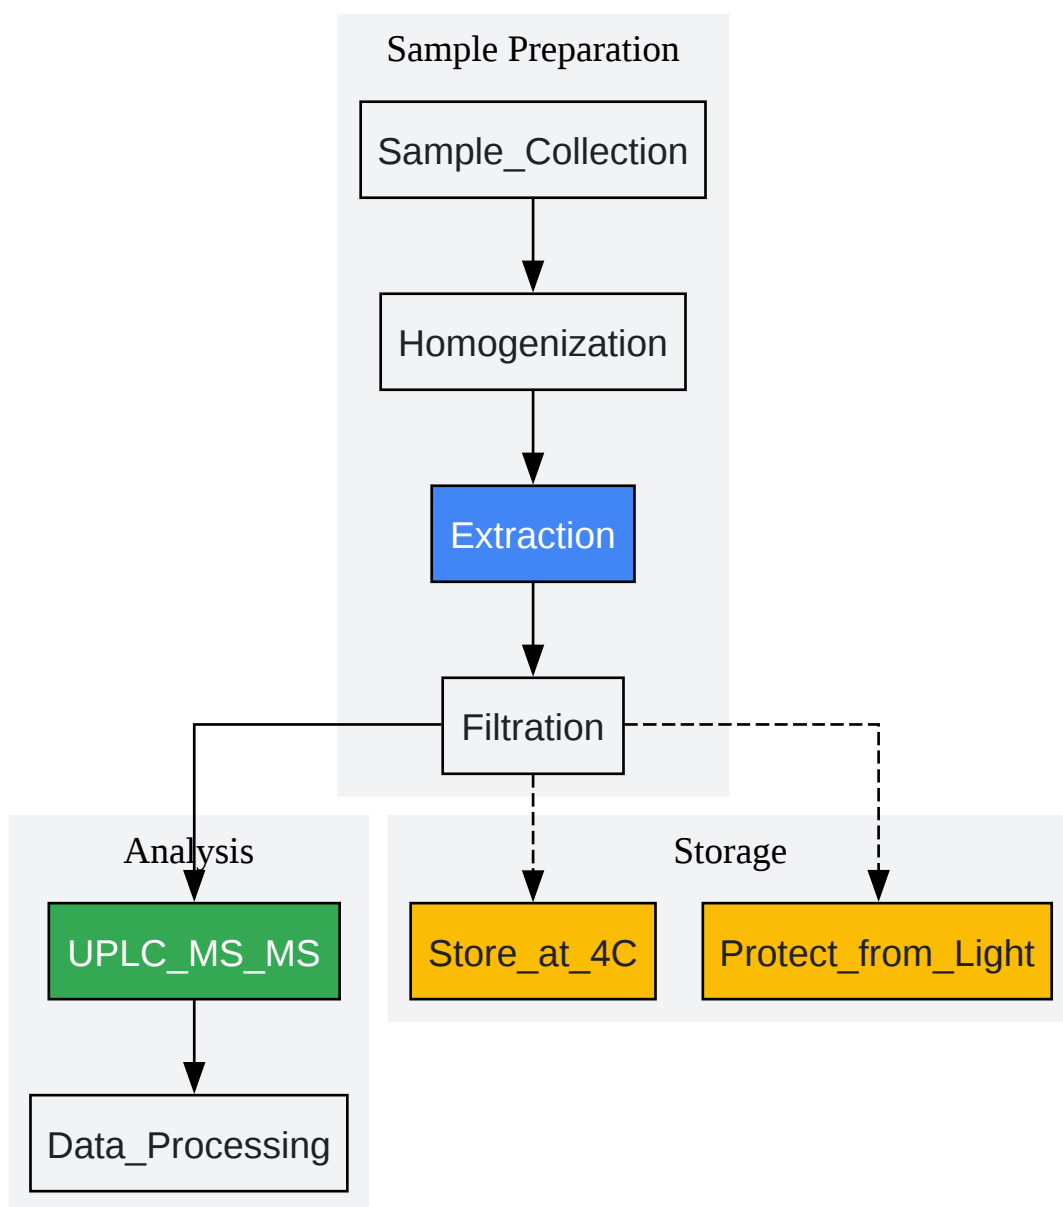 Sample Preparation
Sample_Collection
Homogenization
Extraction
Filtration
Analysis
UPLC_MS_MS
Data_Processing
Storage
Store_at_4C
Protect_from_Light